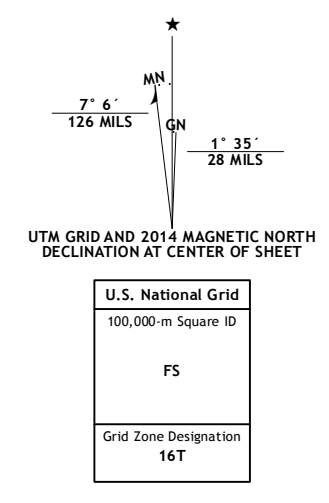 MN
7° 6´
126 MILS
GN
1° 35´
28 MILS
UTM GRID AND 2014 MAGNETIC NORTH
DECLINATION AT CENTER OF SHEET
U.S. National Grid
100,000-m Square ID
FS
Grid Zone Designation
16T